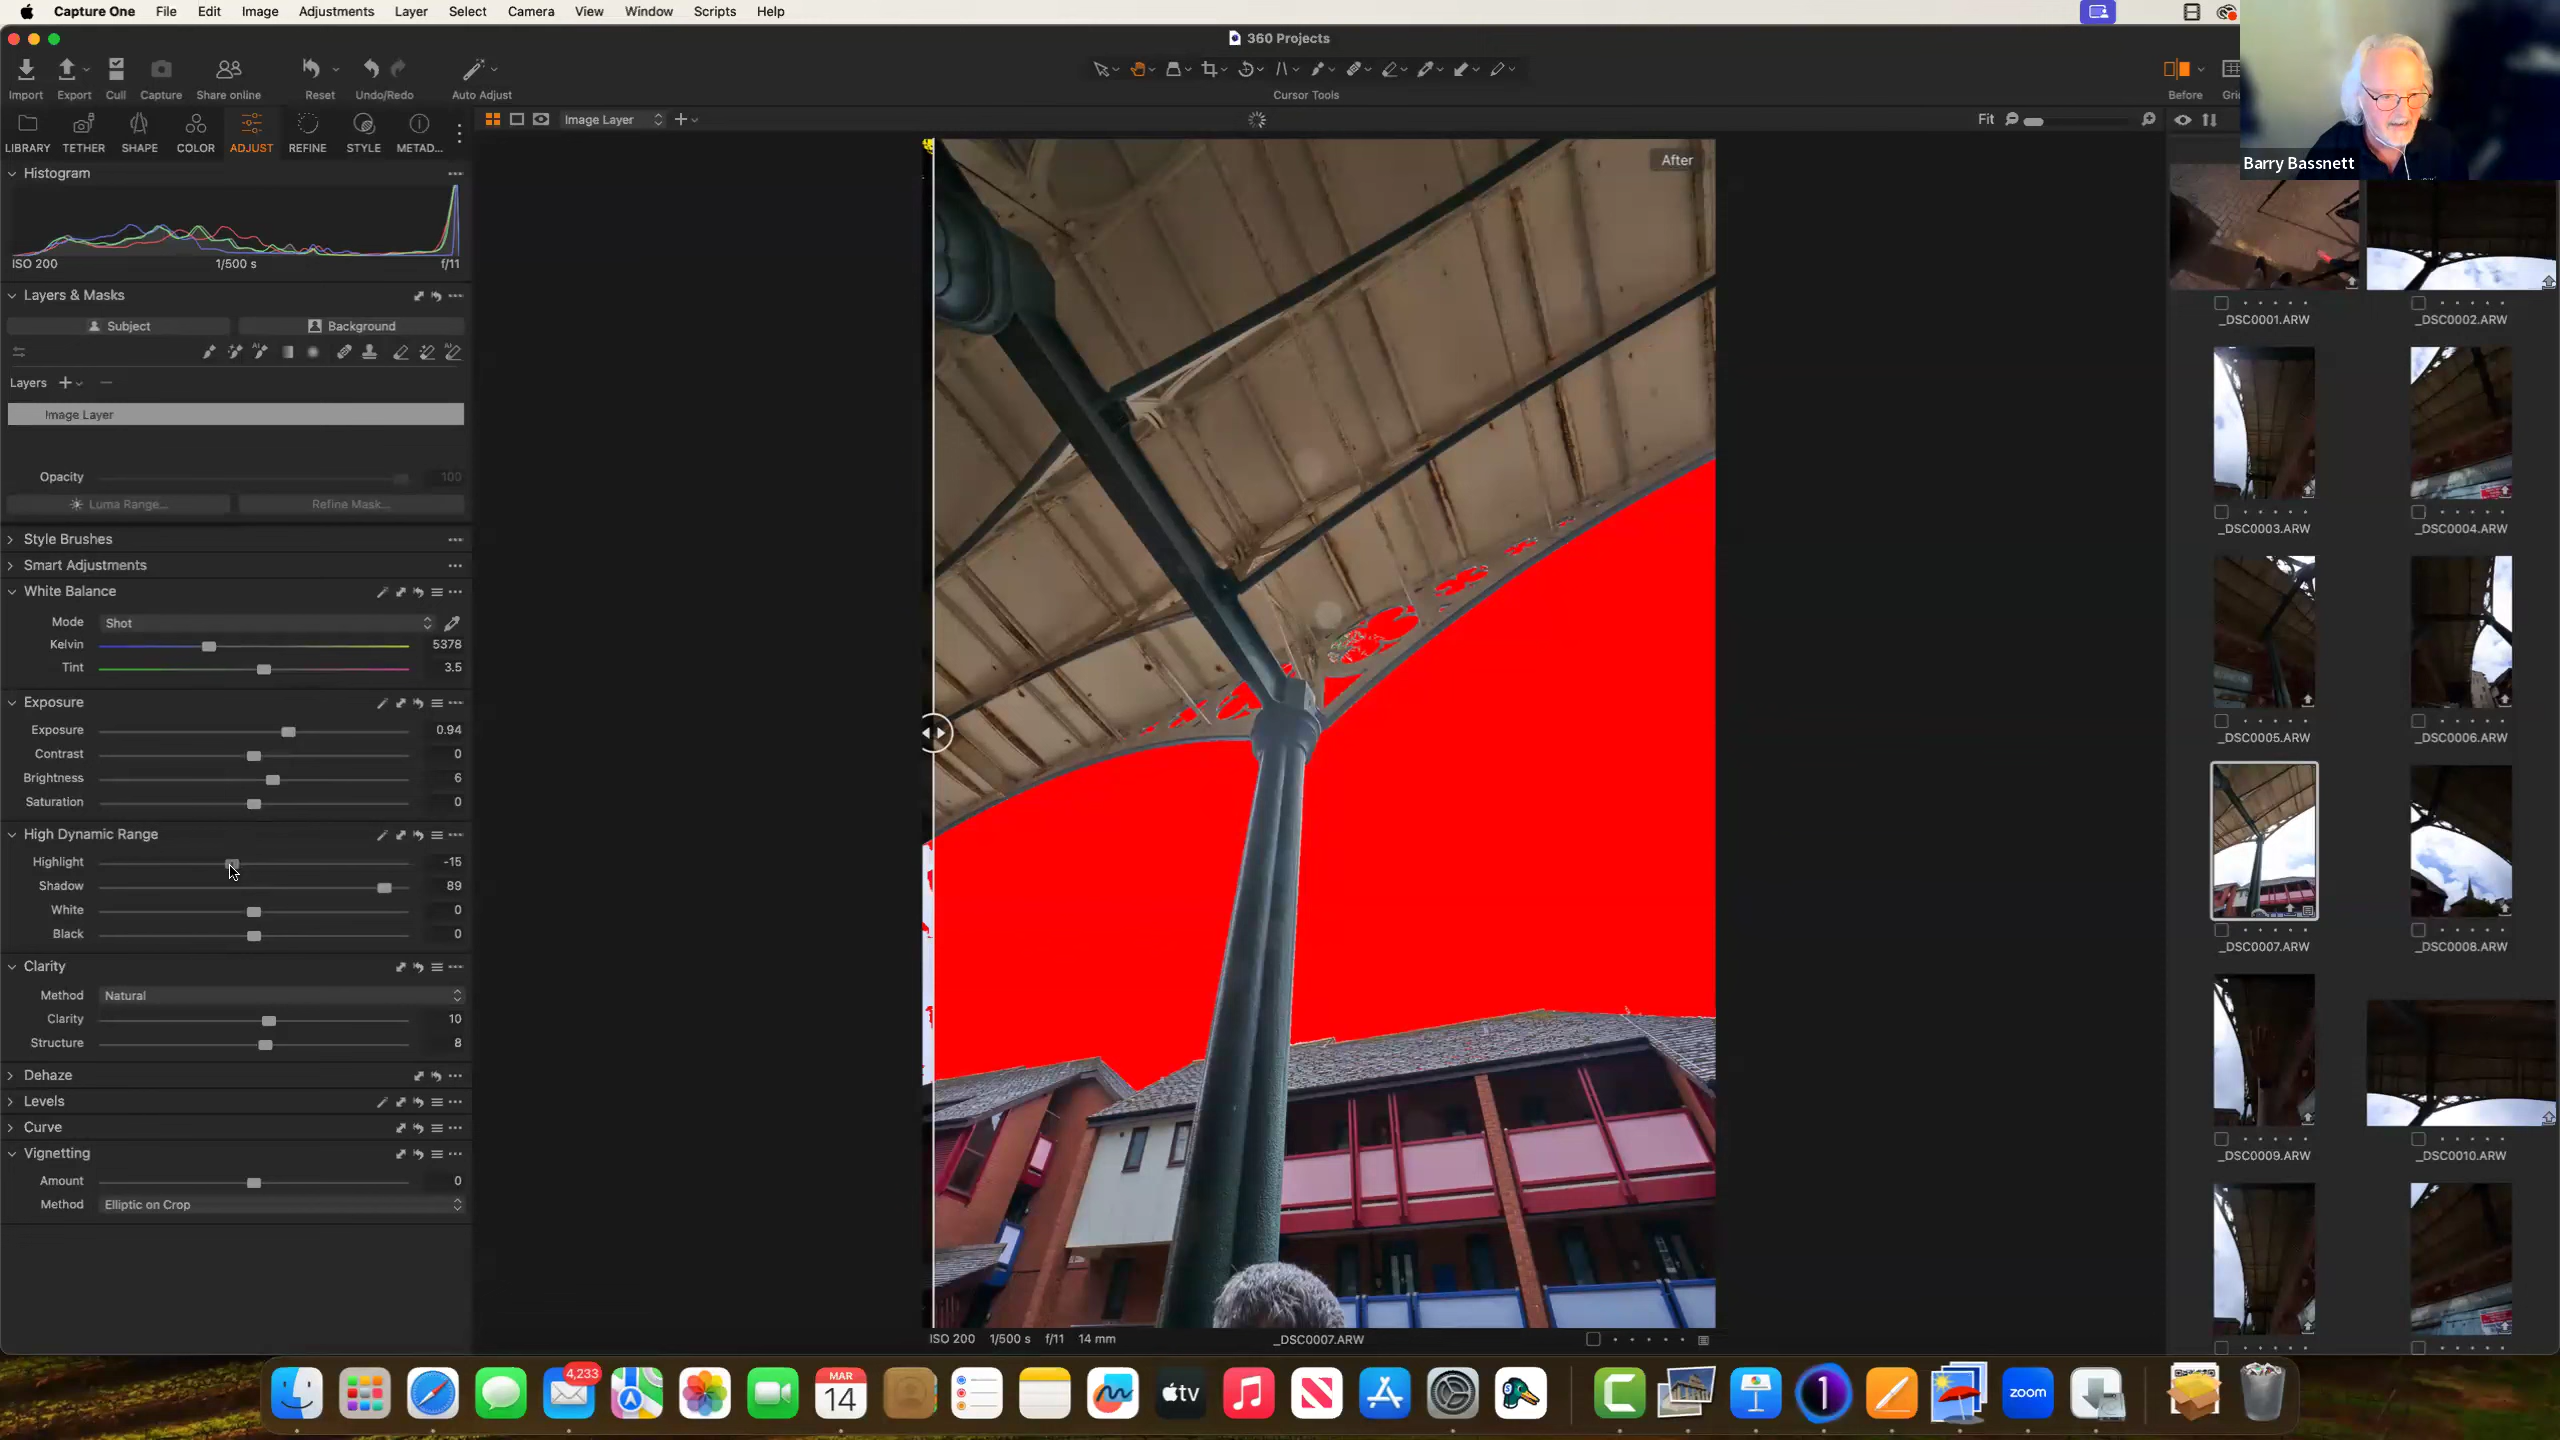 Capture One File Edit Image Adjustments Layer Select Camera View Window Scripts Help
360 Projects
Import Export Cull Capture Share online Reset Undo/Redo Auto Adjust Cursor Tools Before
LIBRARY TETHER SHAPE COLOR ADJUST REFINE STYLE METAD...
Image Layer Fit
Barry Bassnett
Histogram
ISO 200 1/500 s f/11
Layers & Masks
Subject Background
Layers
Image Layer
Opacity 100
Luma Range... Refine Mask...
Style Brushes
Smart Adjustments
White Balance
Mode Shot
Kelvin 5378
Tint 3.5
Exposure
Exposure 0.94
Contrast 0
Brightness 6
Saturation 0
High Dynamic Range
Highlight -15
Shadow 89
White 0
Black 0
Clarity
Method Natural
Clarity 10
Structure 8
Dehaze
Levels
Curve
Vignetting
Amount 0
Method Elliptic on Crop
After
ISO 200 1/500 s f/11 14 mm _DSC0007.ARW
_DSC0001.ARW _DSC0002.ARW
_DSC0003.ARW _DSC0004.ARW
_DSC0005.ARW _DSC0006.ARW
_DSC0007.ARW _DSC0008.ARW
_DSC0009.ARW _DSC0010.ARW
4,233
MAR
14
tv
zoom